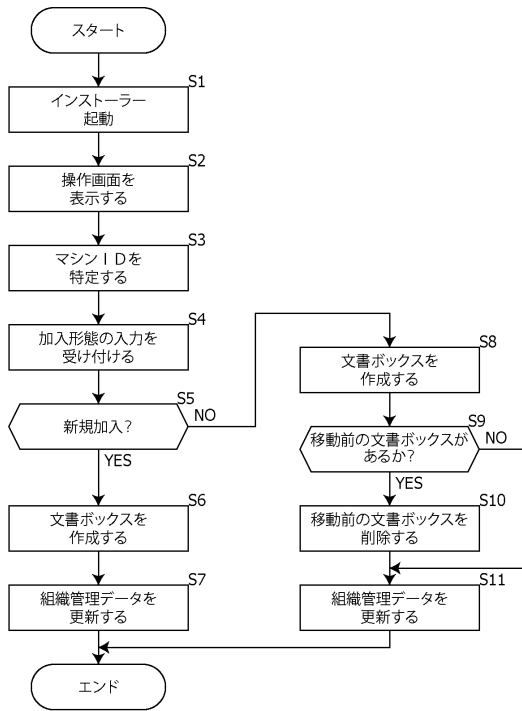 スタート
S1
インストーラー
起動
S2
操作画面を
表示する
S3
マシンＩＤを
特定する
S4
加入形態の入力を
受け付ける
S5
新規加入？
NO
YES
S6
文書ボックスを
作成する
S7
組織管理データを
更新する
エンド
S8
文書ボックスを
作成する
S9
移動前の文書ボックスが
あるか？
NO
YES
S10
移動前の文書ボックスを
削除する
S11
組織管理データを
更新する